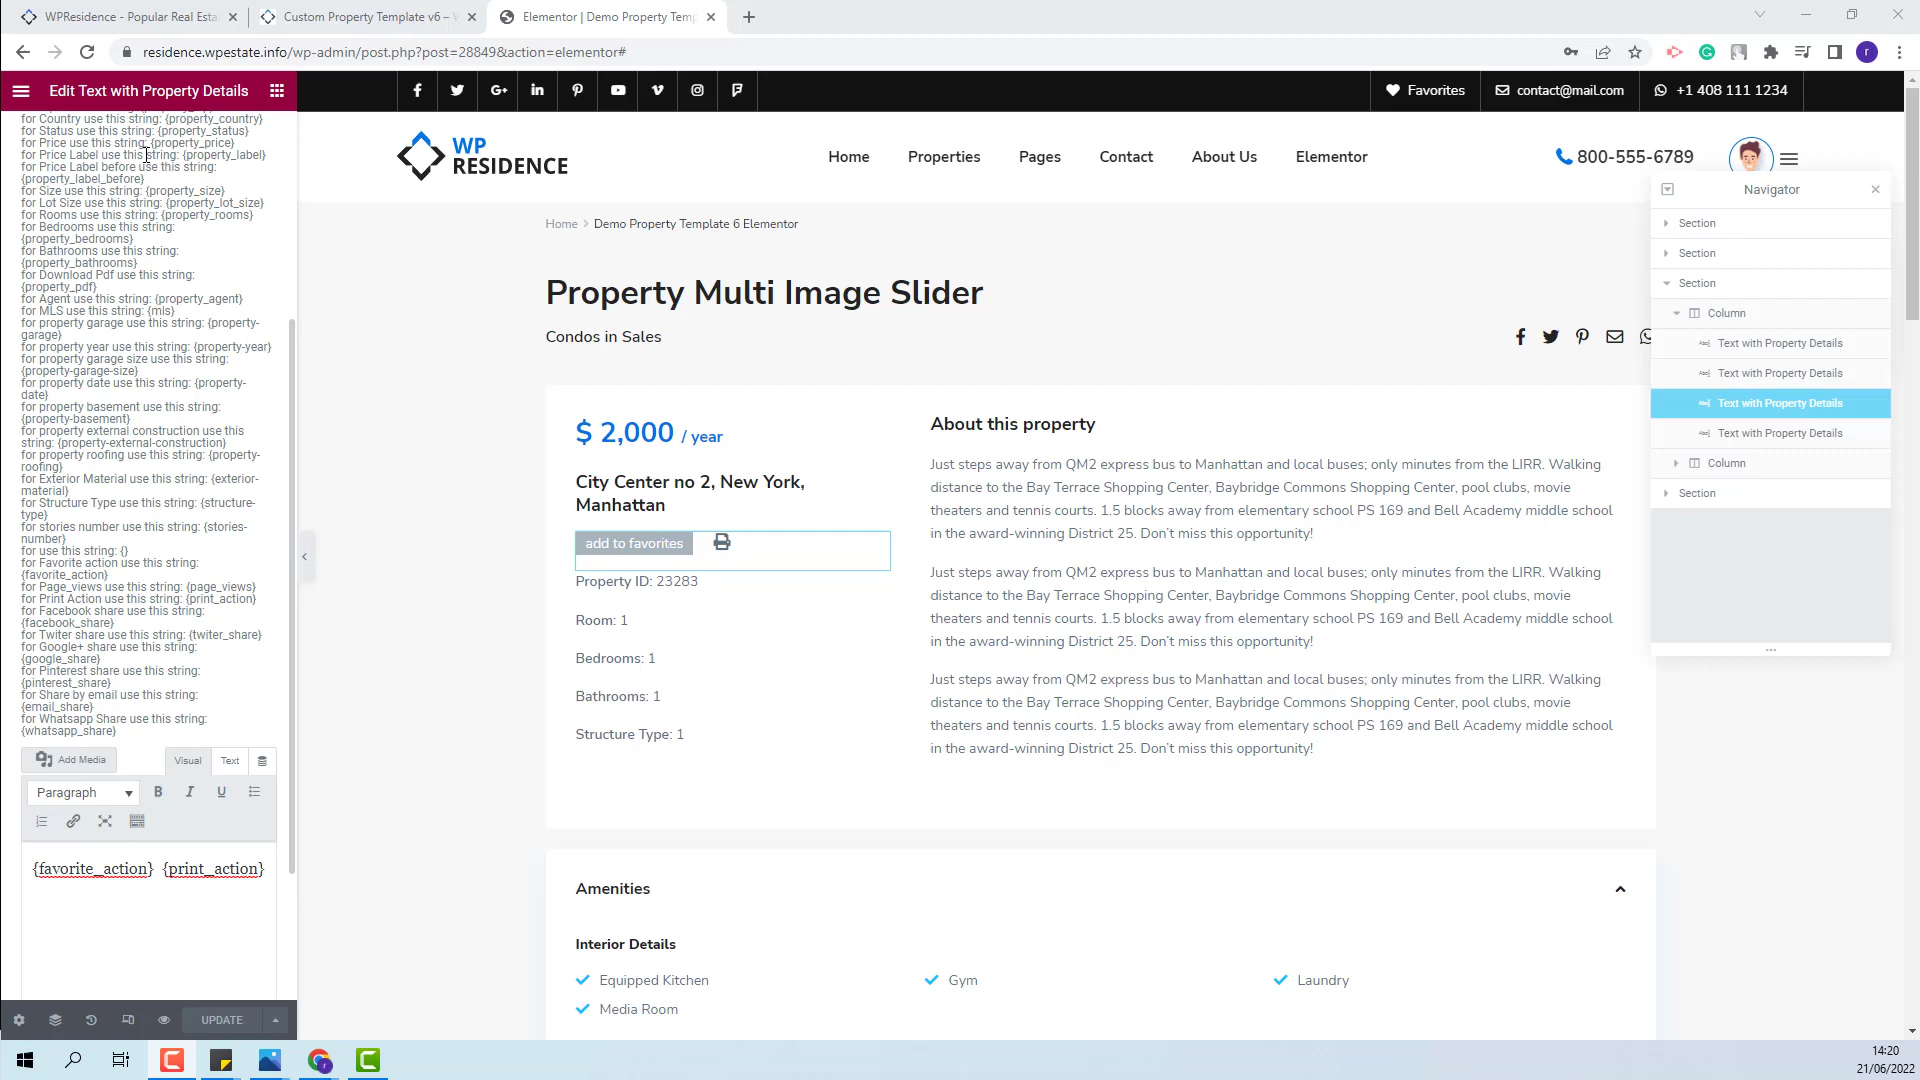 WPResidence - Popular Real Esta
Custom Property Template v6 –
Elementor | Demo Property Temp
residence.wpestate.info/wp-admin/post.php?post=28849&action=elementor#
r
Edit Text with Property Details
for Country use this string: {property_country}
for Status use this string: {property_status}
for Price use this string: {property_price}
for Price Label use this string: {property_label}
for Price Label before use this string:
{property_label_before}
for Size use this string: {property_size}
for Lot Size use this string: {property_lot_size}
for Rooms use this string: {property_rooms}
for Bedrooms use this string:
{property_bedrooms}
for Bathrooms use this string:
{property_bathrooms}
for Download Pdf use this string:
{property_pdf}
for Agent use this string: {property_agent}
for MLS use this string: {mls}
for property garage use this string: {property-
garage}
for property year use this string: {property-year}
for property garage size use this string:
{property-garage-size}
for property date use this string: {property-
date}
for property basement use this string:
{property-basement}
for property external construction use this
string: {property-external-construction}
for property roofing use this string: {property-
roofing}
for Exterior Material use this string: {exterior-
material}
for Structure Type use this string: {structure-
type}
for stories number use this string: {stories-
number}
for use this string: {}
for Favorite action use this string:
{favorite_action}
for Page_views use this string: {page_views}
for Print Action use this string: {print_action}
for Facebook share use this string:
{facebook_share}
for Twiter share use this string: {twiter_share}
for Google+ share use this string:
{google_share}
for Pinterest share use this string:
{pinterest_share}
for Share by email use this string:
{email_share}
for Whatsapp Share use this string:
{whatsapp_share}
Add Media
Visual
Text
Paragraph
B
I
U
{favorite_action} {print_action}
UPDATE
Favorites
contact@mail.com
+1 408 111 1234
WP
RESIDENCE
Home
Properties
Pages
Contact
About Us
Elementor
800-555-6789
Home
Demo Property Template 6 Elementor
Property Multi Image Slider
Condos in Sales
$ 2,000 / year
City Center no 2, New York,
Manhattan
add to favorites
Property ID: 23283
Room: 1
Bedrooms: 1
Bathrooms: 1
Structure Type: 1
About this property
Just steps away from QM2 express bus to Manhattan and local buses; only minutes from the LIRR. Walking
distance to the Bay Terrace Shopping Center, Baybridge Commons Shopping Center, pool clubs, movie
theaters and tennis courts. 1.5 blocks away from elementary school PS 169 and Bell Academy middle school
in the award-winning District 25. Don’t miss this opportunity!
Just steps away from QM2 express bus to Manhattan and local buses; only minutes from the LIRR. Walking
distance to the Bay Terrace Shopping Center, Baybridge Commons Shopping Center, pool clubs, movie
theaters and tennis courts. 1.5 blocks away from elementary school PS 169 and Bell Academy middle school
in the award-winning District 25. Don’t miss this opportunity!
Just steps away from QM2 express bus to Manhattan and local buses; only minutes from the LIRR. Walking
distance to the Bay Terrace Shopping Center, Baybridge Commons Shopping Center, pool clubs, movie
theaters and tennis courts. 1.5 blocks away from elementary school PS 169 and Bell Academy middle school
in the award-winning District 25. Don’t miss this opportunity!
Amenities
Interior Details
Equipped Kitchen
Gym
Laundry
Media Room
Navigator
Section
Section
Section
Column
Text with Property Details
Text with Property Details
Text with Property Details
Text with Property Details
Column
Section
14:20
21/06/2022